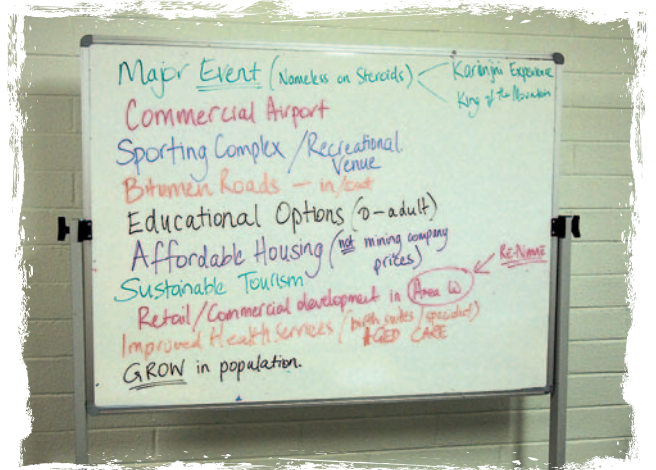 Major Event (Nameless on Steroids)
Karinjini Experience
King of the Mountain
Commercial Airport
Sporting Complex / Recreational
Venue
Bitumen Roads – in/out
Educational Options (0-adult)
Affordable Housing (not mining company
prices)
Sustainable Tourism
RE-Name
Retail/Commercial development in Area W
Improved Health Services (birth suites/specialist)
AGED CARE
GROW in population.